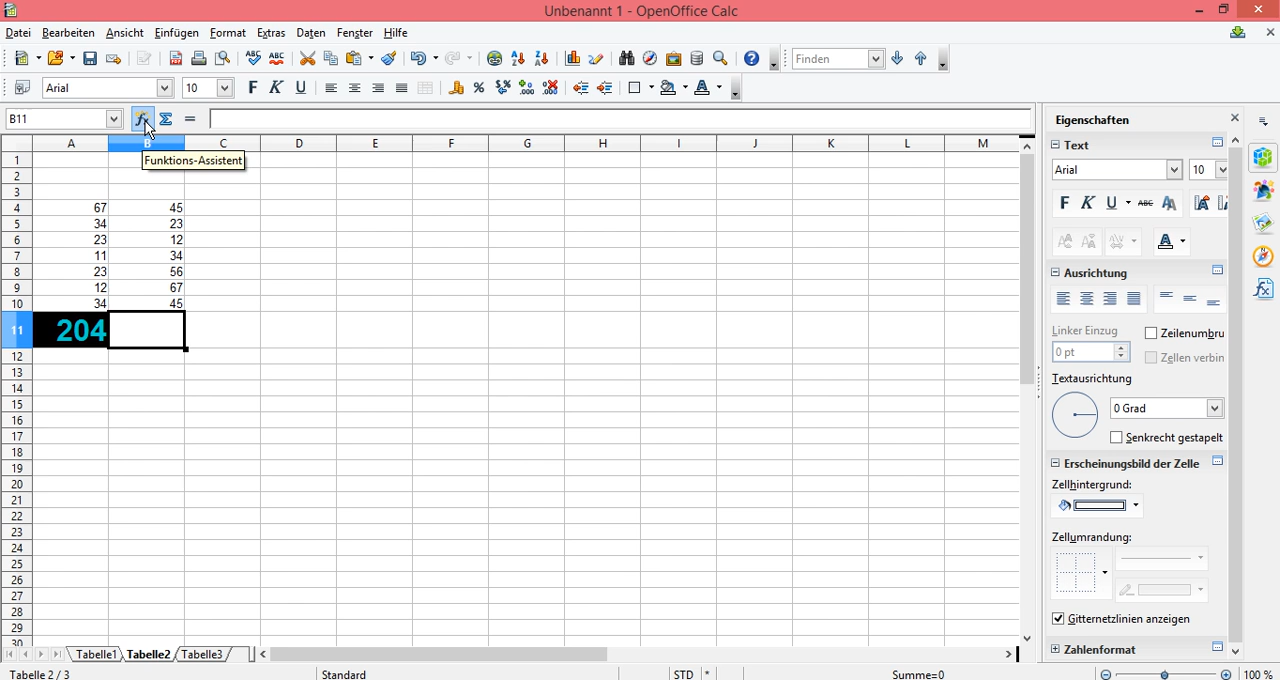 Unbenannt 1 - OpenOffice Calc
Datei Bearbeiten Ansicht Einfügen Format Extras Daten Fenster Hilfe
ABC ABC Finden
Arial 10 F K U %
B11 fx Σ =
Funktions-Assistent
A B C D E F G H I J K L M
1
2
3
4 67 45
5 34 23
6 23 12
7 11 34
8 23 56
9 12 67
10 34 45
11 204
12
13
14
15
16
17
18
19
20
21
22
23
24
25
26
27
28
29
30
Eigenschaften
Text
Arial 10
F K U ABC
Ausrichtung
Linker Einzug
Zeilenumbru
0 pt
Zellen verbin
Textausrichtung
0 Grad
Senkrecht gestapelt
Erscheinungsbild der Zelle
Zellhintergrund:
Zellumrandung:
Gitternetzlinien anzeigen
Zahlenformat
Tabelle1 Tabelle2 Tabelle3
Tabelle 2 / 3 Standard STD * Summe=0 100 %